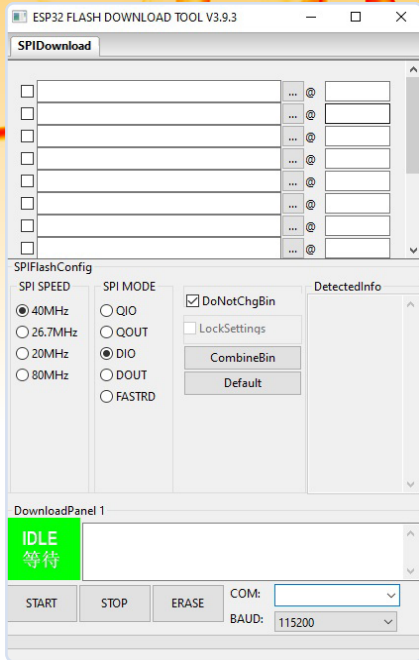 ESP32 FLASH DOWNLOAD TOOL V3.9.3
SPIDownload
... @
... @
... @
... @
... @
... @
... @
... @
SPIFlashConfig
SPI SPEED
40MHz
26.7MHz
20MHz
80MHz
SPI MODE
QIO
QOUT
DIO
DOUT
FASTRD
DoNotChgBin
LockSettings
CombineBin
Default
DetectedInfo
DownloadPanel 1
IDLE
等待
START
STOP
ERASE
COM:
BAUD:
115200